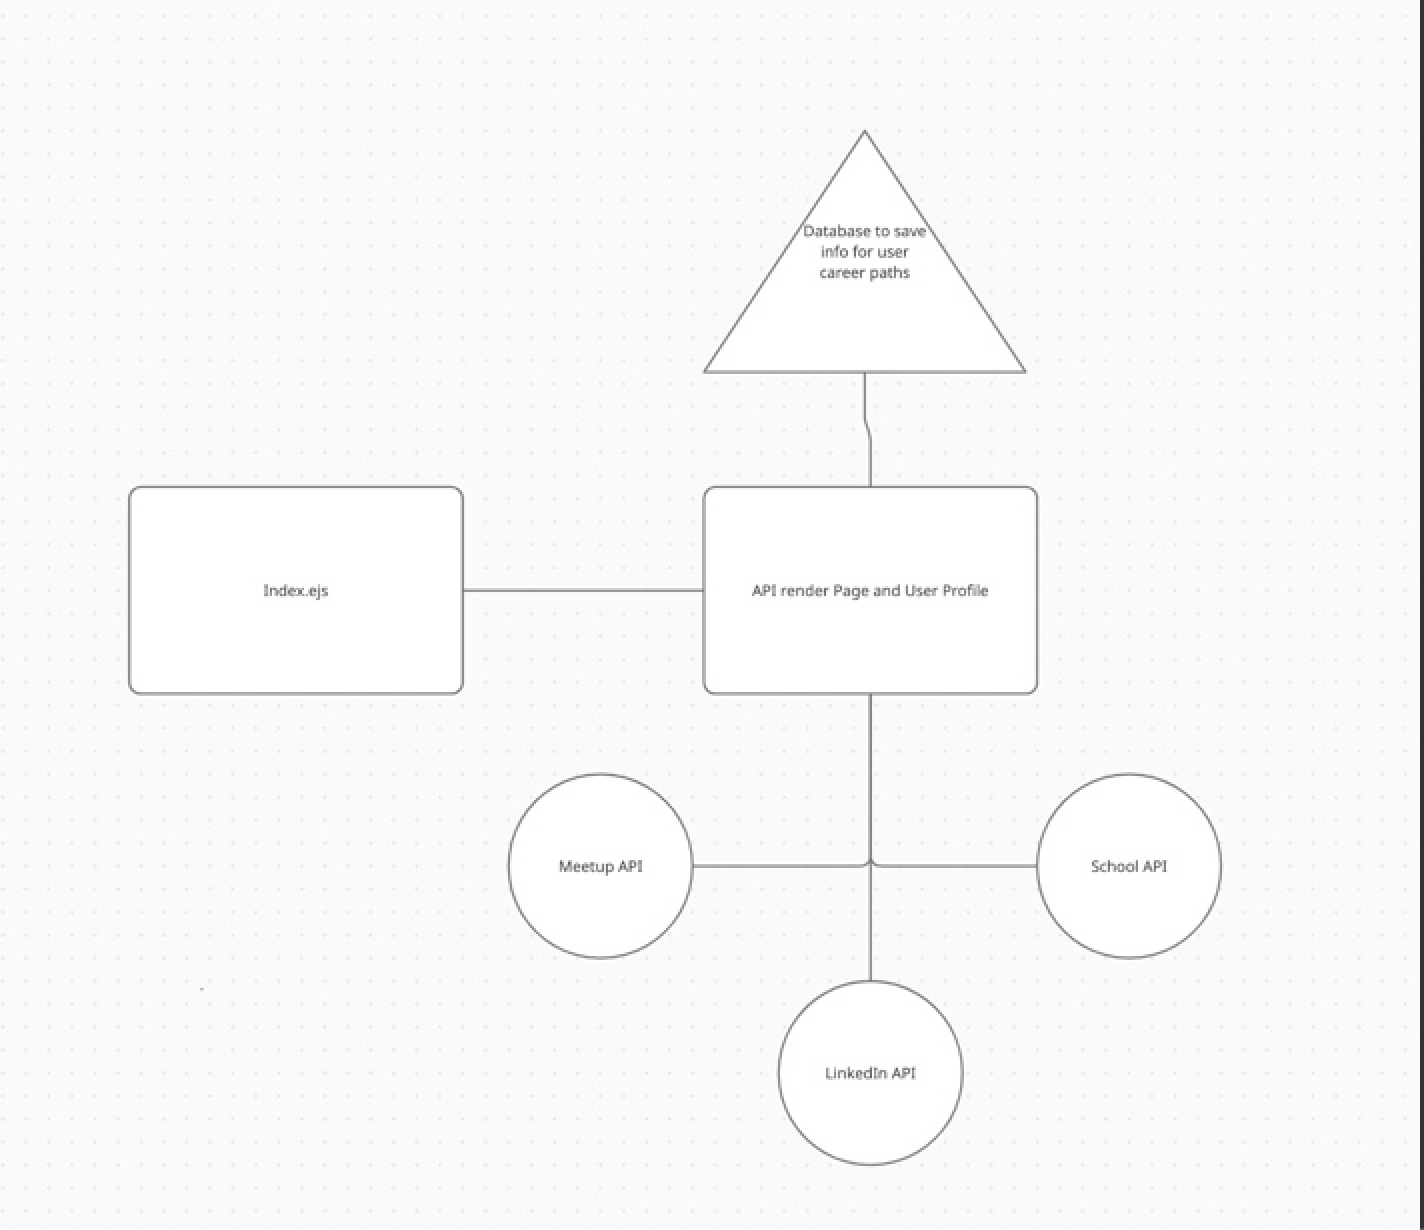 Database to save
info for user
career paths
Index.ejs
API render Page and User Profile
Meetup API
School API
LinkedIn API